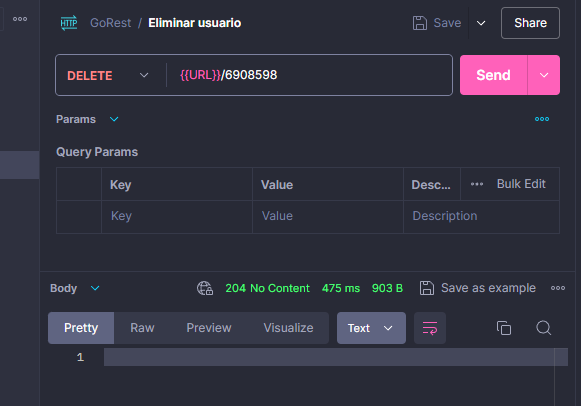 HTTP GoRest / Eliminar usuario Save Share
DELETE {{URL}}/6908598 Send
Params
Query Params
Key Value Desc... Bulk Edit
Key Value Description
Body 204 No Content 475 ms 903 B Save as example
Pretty Raw Preview Visualize Text
1